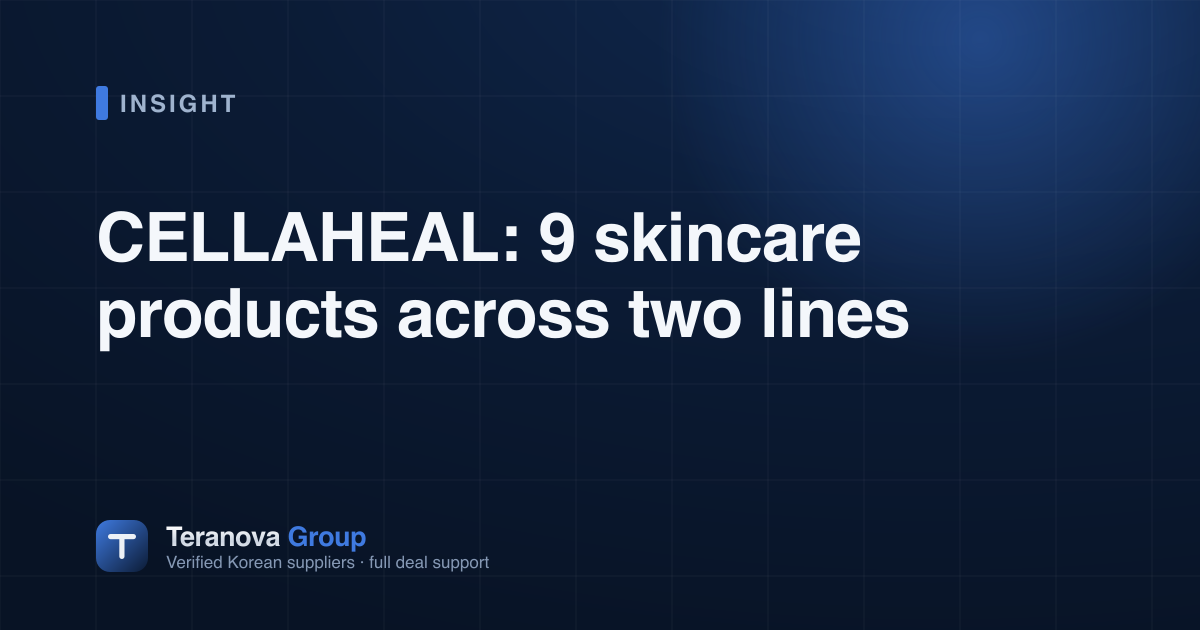 INSIGHT
CELLAHEAL: 9 skincare
products across two lines
Teranova Group
Verified Korean suppliers · full deal support